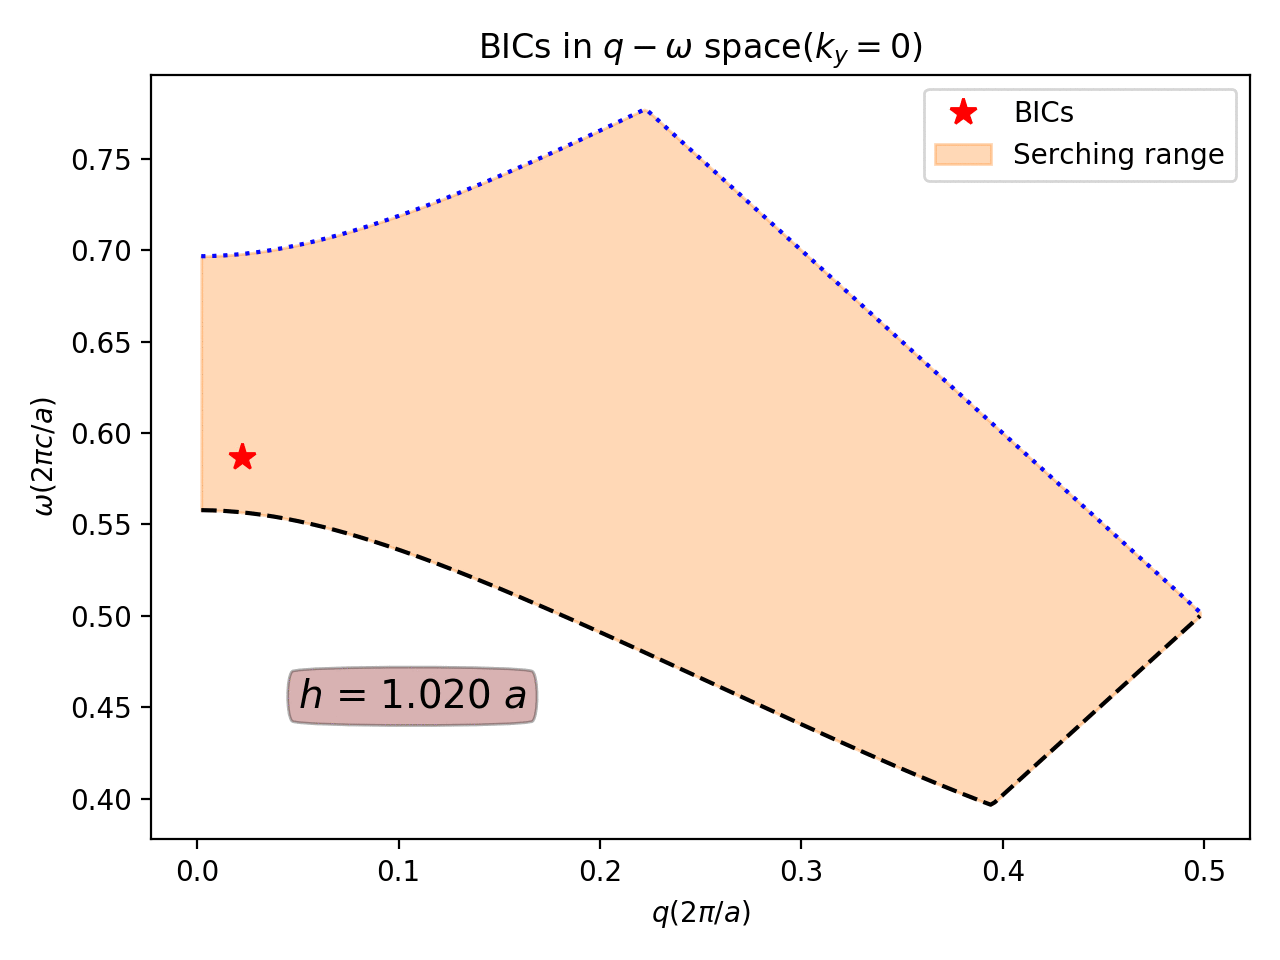 BICs in q − ω space(k_y = 0)
BICs
Serching range
ω(2πc/a)
0.75
0.70
0.65
0.60
0.55
0.50
0.45
0.40
h = 1.020 a
0.0 0.1 0.2 0.3 0.4 0.5
q(2π/a)